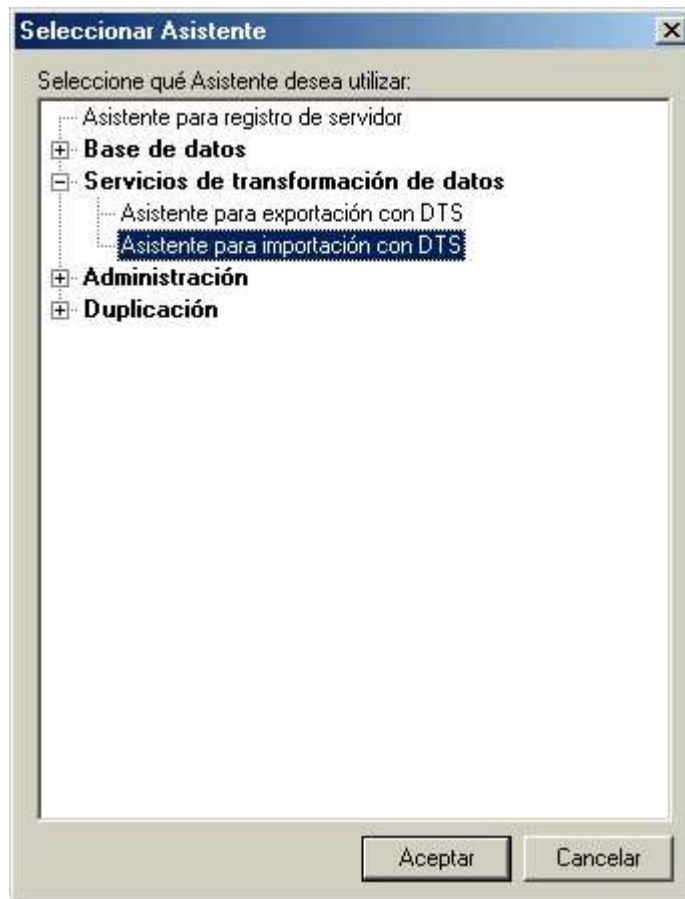 Seleccionar Asistente
Seleccione qué Asistente desea utilizar:
Asistente para registro de servidor
Base de datos
Servicios de transformación de datos
Asistente para exportación con DTS
Asistente para importación con DTS
Administración
Duplicación
Aceptar Cancelar